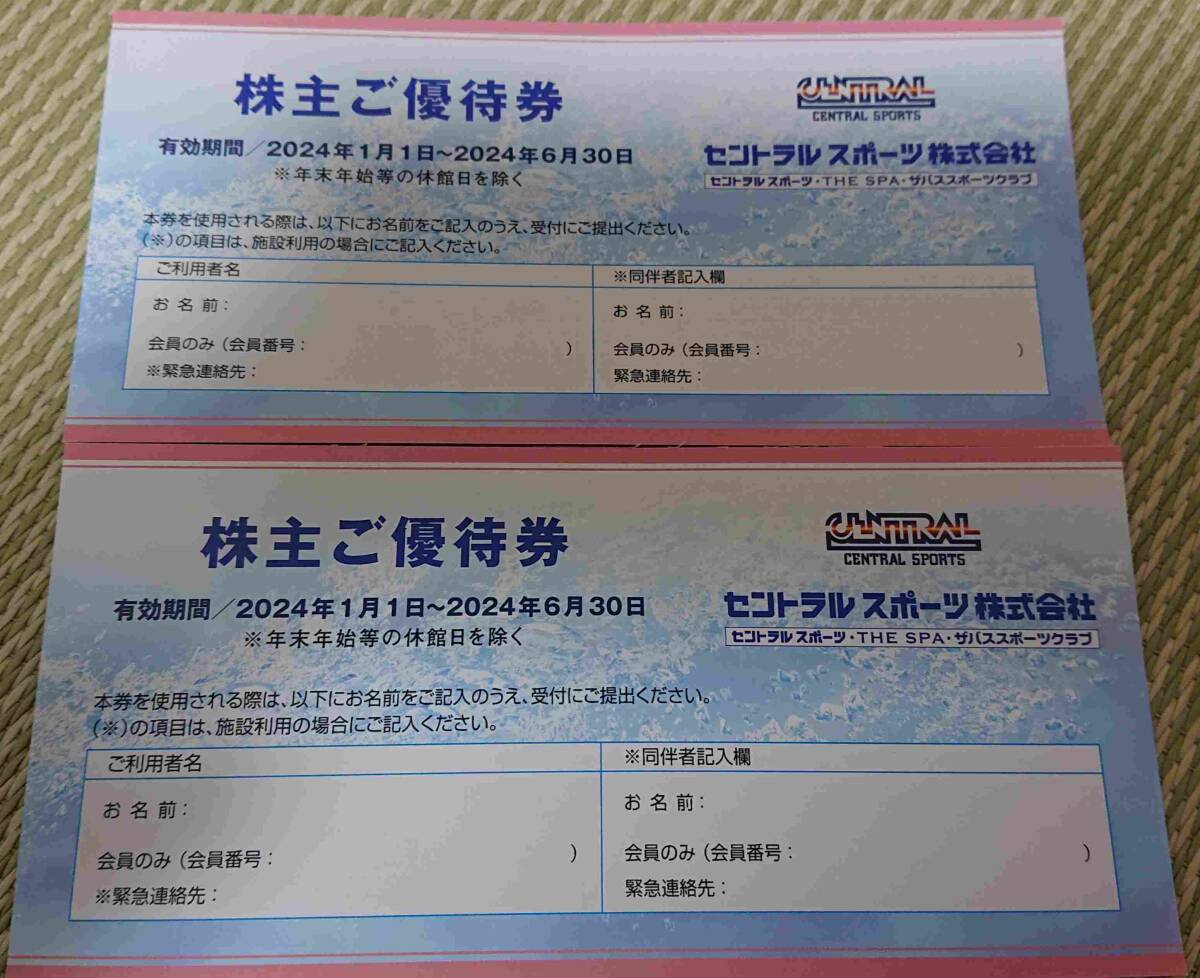 株主ご優待券
CENTRAL
CENTRAL SPORTS
有効期間/2024年1月1日~2024年6月30日
※年末年始等の休館日を除く
セントラルスポーツ株式会社
セントラルスポーツ・THE SPA・ザバススポーツクラブ
本券を使用される際は、以下にお名前をご記入のうえ、受付にご提出ください。
(※)の項目は、施設利用の場合にご記入ください。
ご利用者名
お 名 前:
会員のみ(会員番号: )
※緊急連絡先:
※同伴者記入欄
お 名 前:
会員のみ(会員番号: )
緊急連絡先:
株主ご優待券
CENTRAL
CENTRAL SPORTS
有効期間/2024年1月1日~2024年6月30日
※年末年始等の休館日を除く
セントラルスポーツ株式会社
セントラルスポーツ・THE SPA・ザバススポーツクラブ
本券を使用される際は、以下にお名前をご記入のうえ、受付にご提出ください。
(※)の項目は、施設利用の場合にご記入ください。
ご利用者名
お 名 前:
会員のみ(会員番号: )
※緊急連絡先:
※同伴者記入欄
お 名 前:
会員のみ(会員番号: )
緊急連絡先: